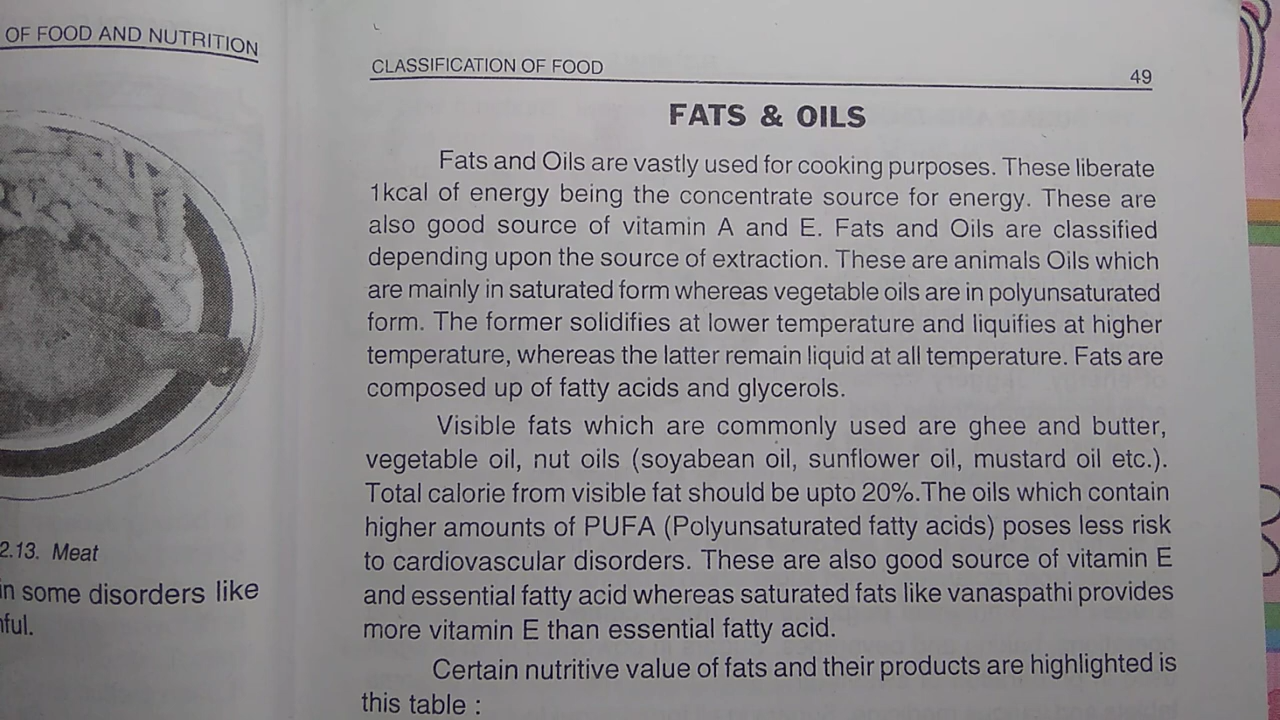 OF FOOD AND NUTRITION
2.13. Meat
in some disorders like
CLASSIFICATION OF FOOD 49
FATS & OILS
Fats and Oils are vastly used for cooking purposes. These liberate
1kcal of energy being the concentrate source for energy. These are
also good source of vitamin A and E. Fats and Oils are classified
depending upon the source of extraction. These are animals Oils which
are mainly in saturated form whereas vegetable oils are in polyunsaturated
form. The former solidifies at lower temperature and liquifies at higher
temperature, whereas the latter remain liquid at all temperature. Fats are
composed up of fatty acids and glycerols.
Visible fats which are commonly used are ghee and butter,
vegetable oil, nut oils (soyabean oil, sunflower oil, mustard oil etc.).
Total calorie from visible fat should be upto 20%.The oils which contain
higher amounts of PUFA (Polyunsaturated fatty acids) poses less risk
to cardiovascular disorders. These are also good source of vitamin E
and essential fatty acid whereas saturated fats like vanaspathi provides
more vitamin E than essential fatty acid.
Certain nutritive value of fats and their products are highlighted is
this table :